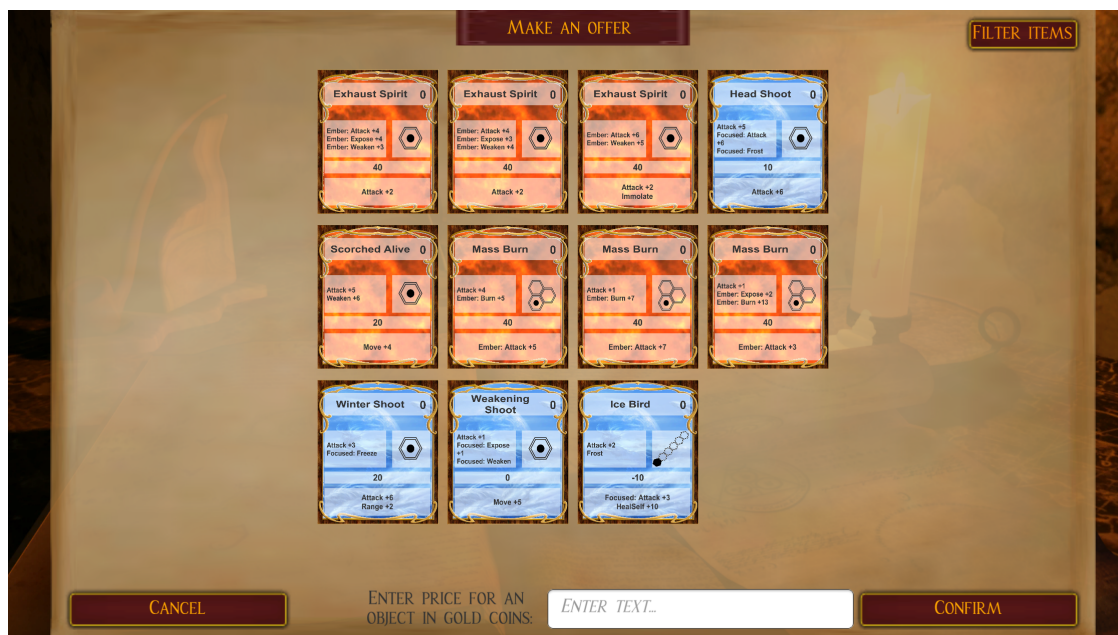 Make an offer
Filter items
Exhaust Spirit 0
Ember: Attack +4
Ember: Expose +4
Ember: Weaken +3
40
Attack +2
Exhaust Spirit 0
Ember: Attack +4
Ember: Expose +3
Ember: Weaken +4
40
Attack +2
Exhaust Spirit 0
Ember: Attack +6
Ember: Weaken +5
40
Attack +2
Immolate
Head Shoot 0
Attack +5
Focused: Attack
+6
Focused: Frost
10
Attack +6
Scorched Alive 0
Attack +5
Weaken +6
20
Move +4
Mass Burn 0
Attack +4
Ember: Burn +5
40
Ember: Attack +5
Mass Burn 0
Attack +1
Ember: Burn +7
40
Ember: Attack +7
Mass Burn 0
Attack +1
Ember: Expose +2
Ember: Burn +13
40
Ember: Attack +3
Winter Shoot 0
Attack +3
Focused: Freeze
20
Attack +6
Range +2
Weakening
Shoot 0
Attack +1
Focused: Expose
+1
Focused: Weaken
0
Move +5
Ice Bird 0
Attack +2
Frost
-10
Focused: Attack +3
HealSelf +10
Cancel
Enter price for an
object in gold coins:
Enter text...
Confirm